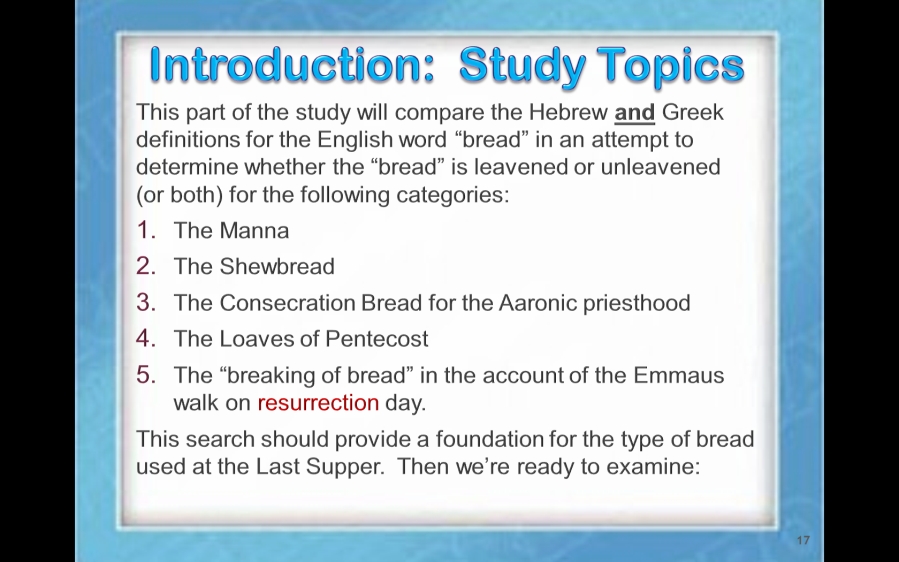 Introduction:  Study Topics
This part of the study will compare the Hebrew and Greek
definitions for the English word “bread” in an attempt to
determine whether the “bread” is leavened or unleavened
(or both) for the following categories:
1. The Manna
2. The Shewbread
3. The Consecration Bread for the Aaronic priesthood
4. The Loaves of Pentecost
5. The “breaking of bread” in the account of the Emmaus
walk on resurrection day.
This search should provide a foundation for the type of bread
used at the Last Supper.  Then we’re ready to examine:
17